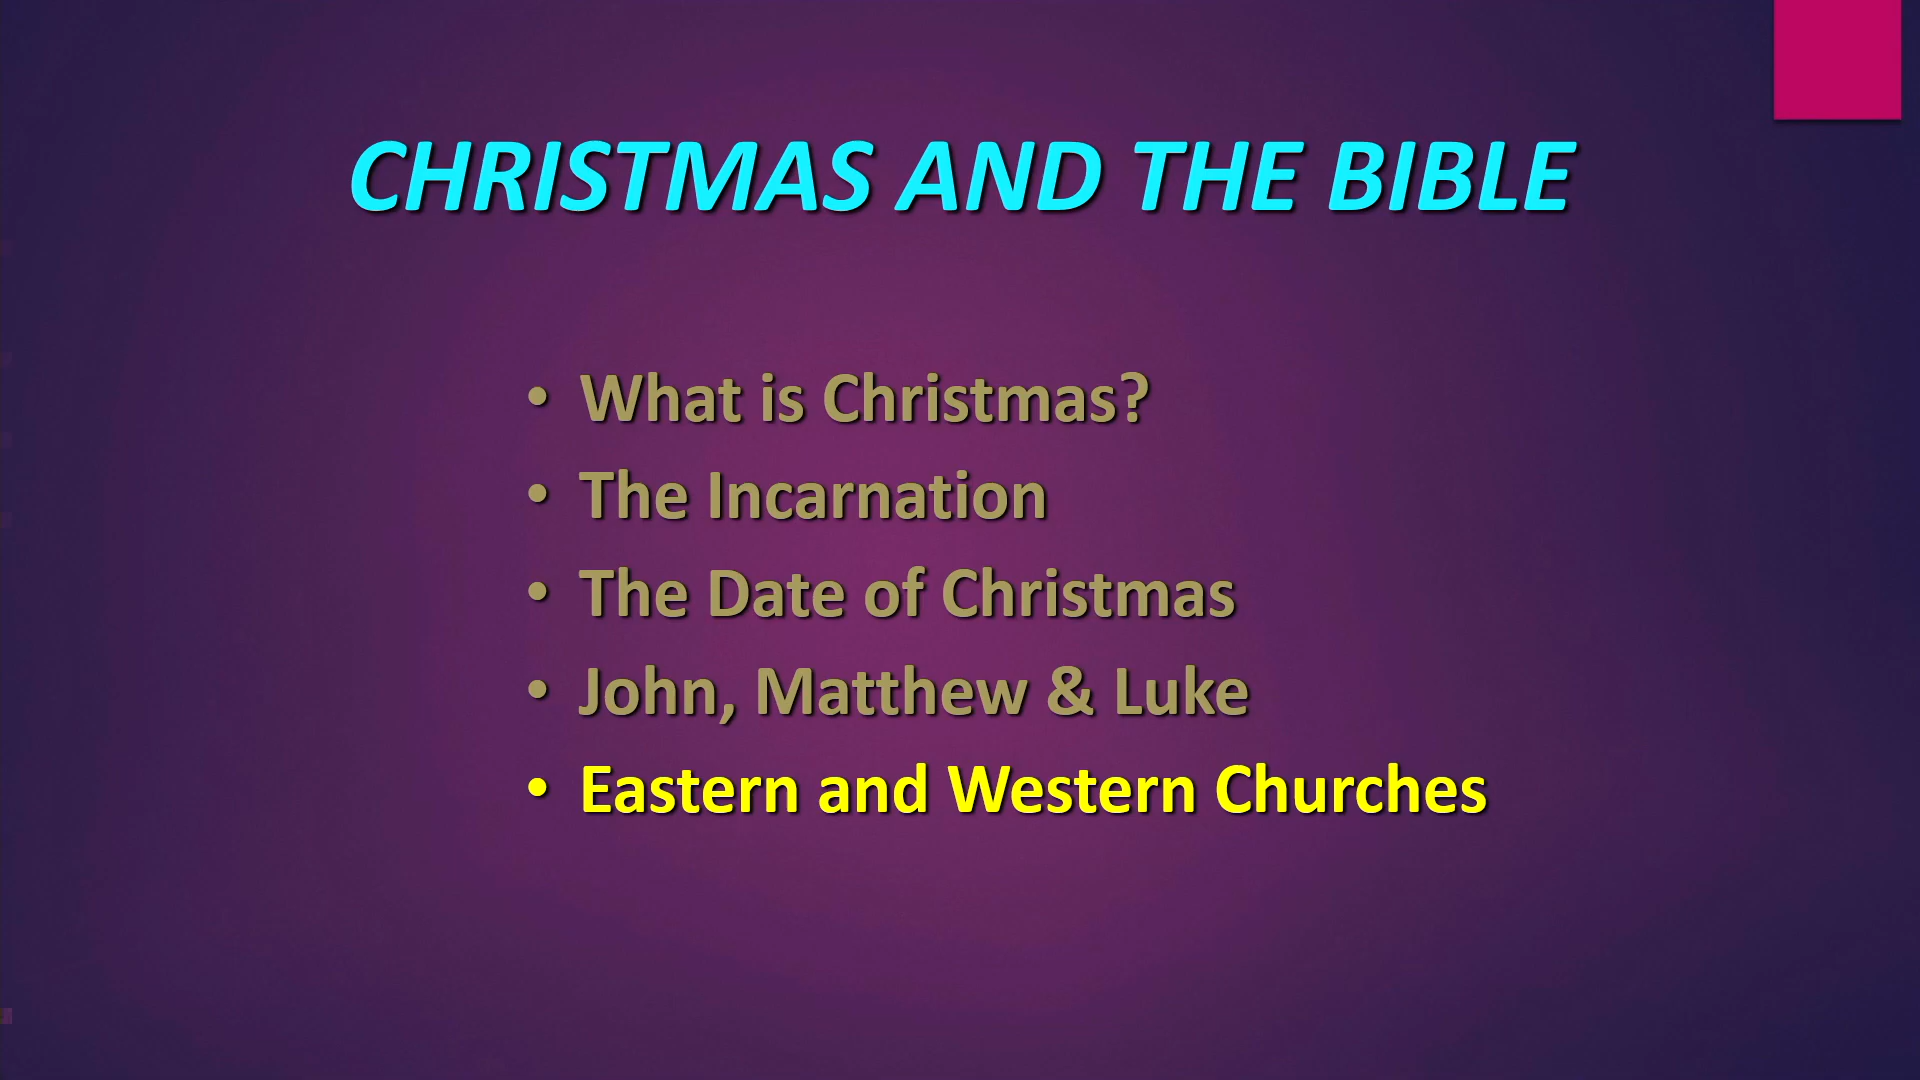 CHRISTMAS AND THE BIBLE
• What is Christmas?
• The Incarnation
• The Date of Christmas
• John, Matthew & Luke
• Eastern and Western Churches